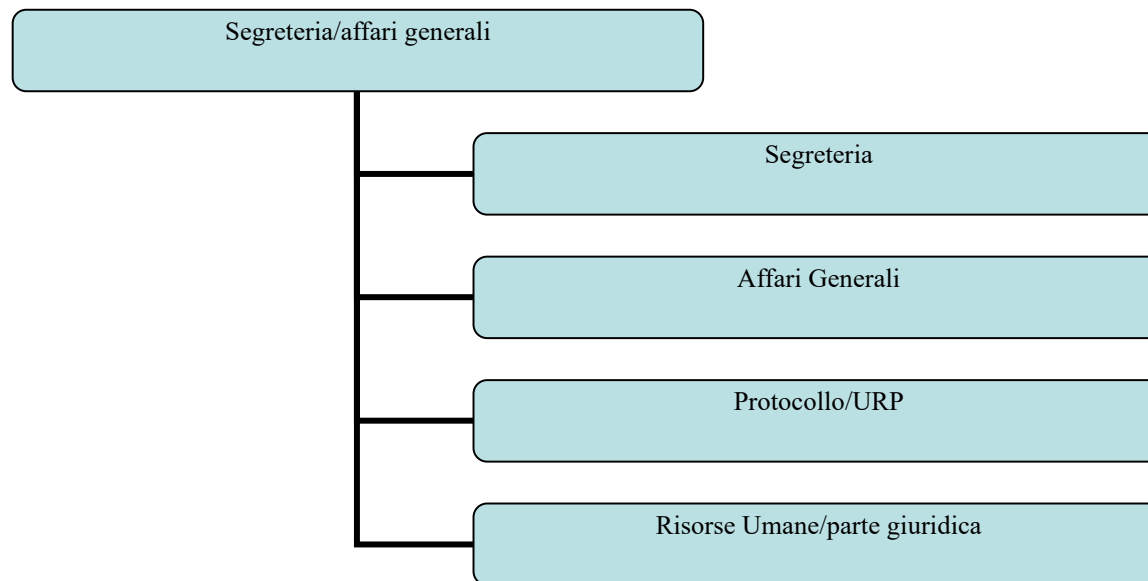 Segreteria/affari generali
Segreteria
Affari Generali
Protocollo/URP
Risorse Umane/parte giuridica